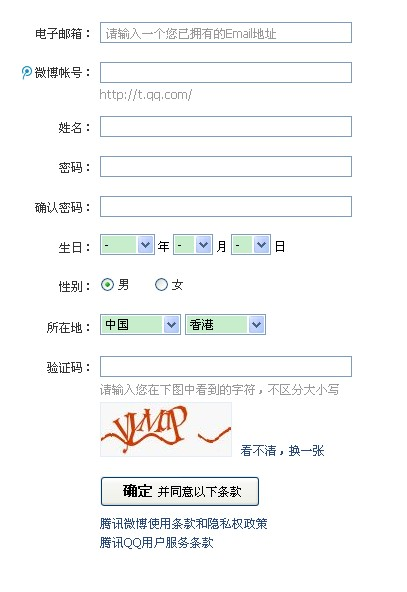 电子邮箱： 请输入一个您已拥有的Email地址
微博帐号：
http://t.qq.com/
姓名：
密码：
确认密码：
生日： - 年 - 月 - 日
性别： 男 女
所在地： 中国 香港
验证码：
请输入您在下图中看到的字符，不区分大小写
看不清，换一张
确定 并同意以下条款
腾讯微博使用条款和隐私权政策
腾讯QQ用户服务条款